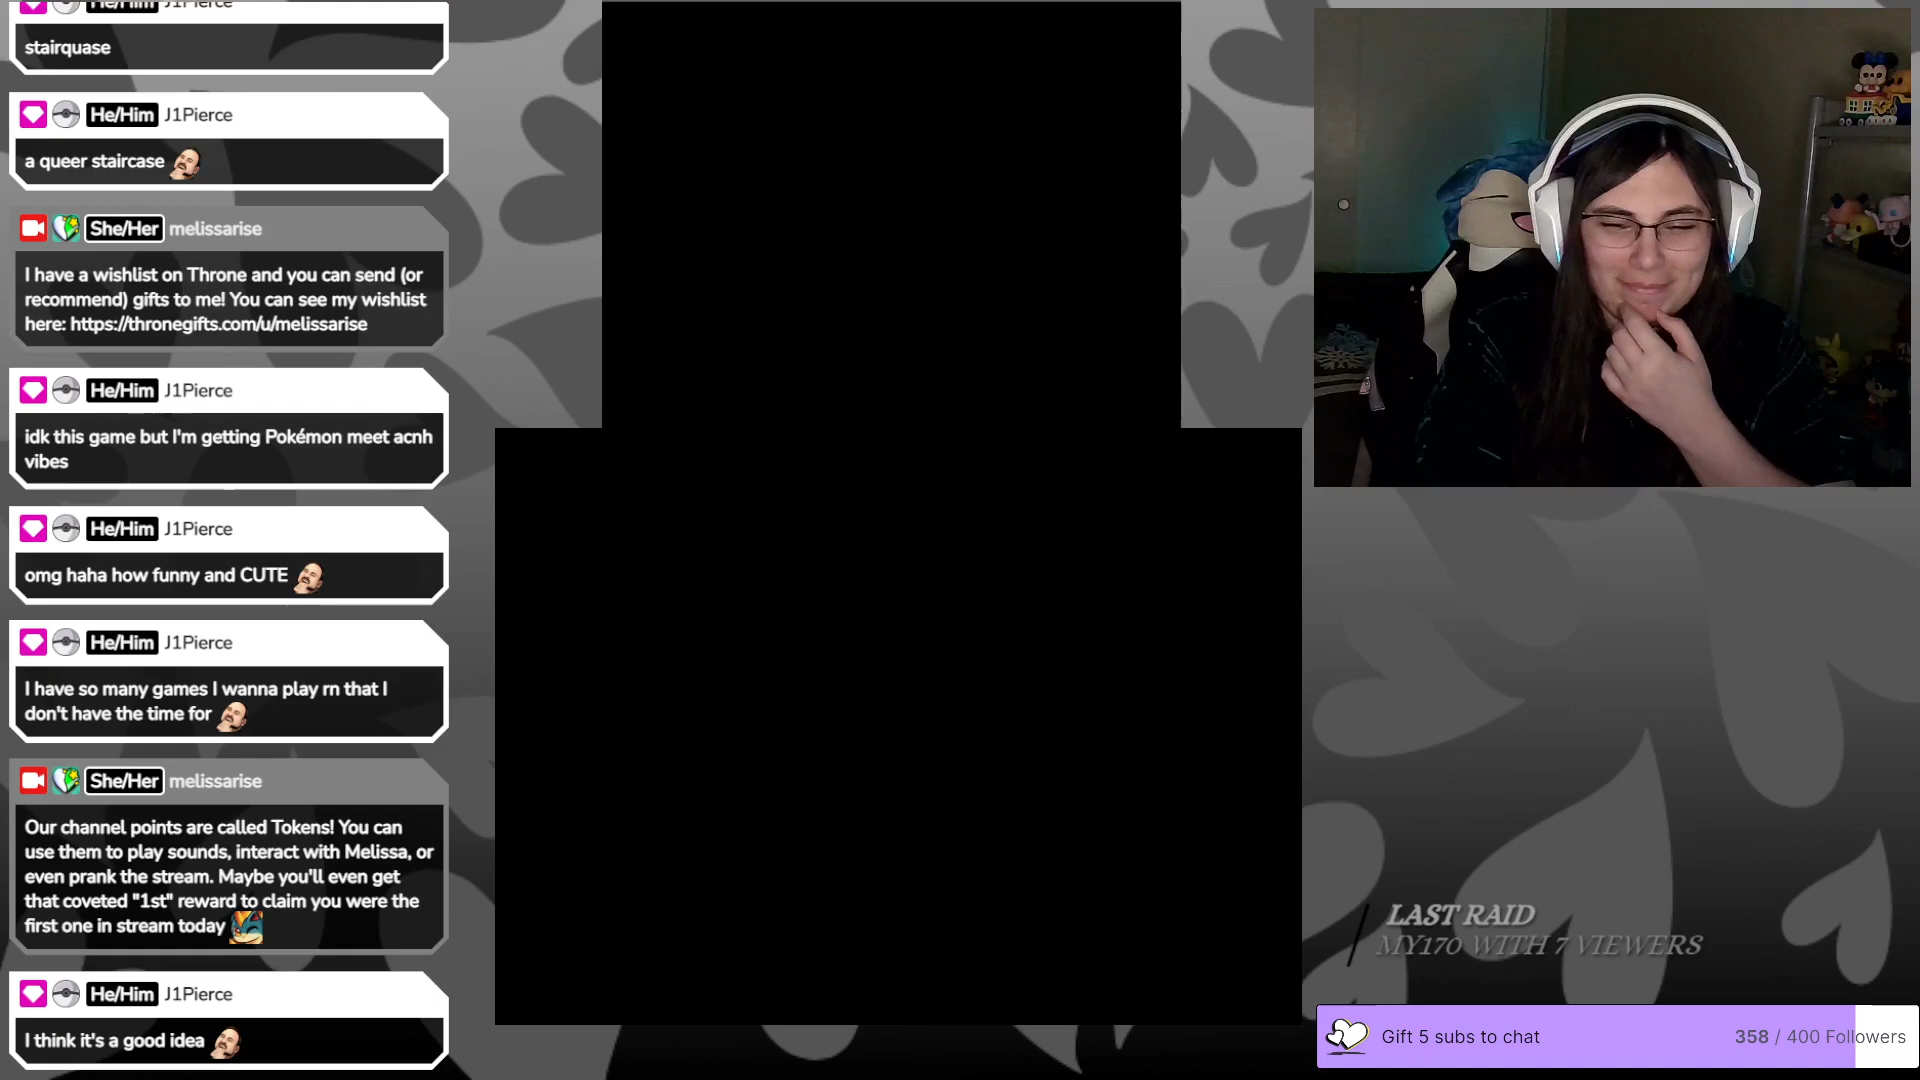 He/Him J1Pierce
stairquase
He/Him J1Pierce
a queer staircase
She/Her melissarise
I have a wishlist on Throne and you can send (or
recommend) gifts to me! You can see my wishlist
here: https://thronegifts.com/u/melissarise
He/Him J1Pierce
idk this game but I'm getting Pokémon meet acnh
vibes
He/Him J1Pierce
omg haha how funny and CUTE
He/Him J1Pierce
I have so many games I wanna play rn that I
don't have the time for
She/Her melissarise
Our channel points are called Tokens! You can
use them to play sounds, interact with Melissa, or
even prank the stream. Maybe you'll even get
that coveted "1st" reward to claim you were the
first one in stream today
He/Him J1Pierce
I think it's a good idea
LAST RAID
MY170 WITH 7 VIEWERS
Gift 5 subs to chat 358 / 400 Followers